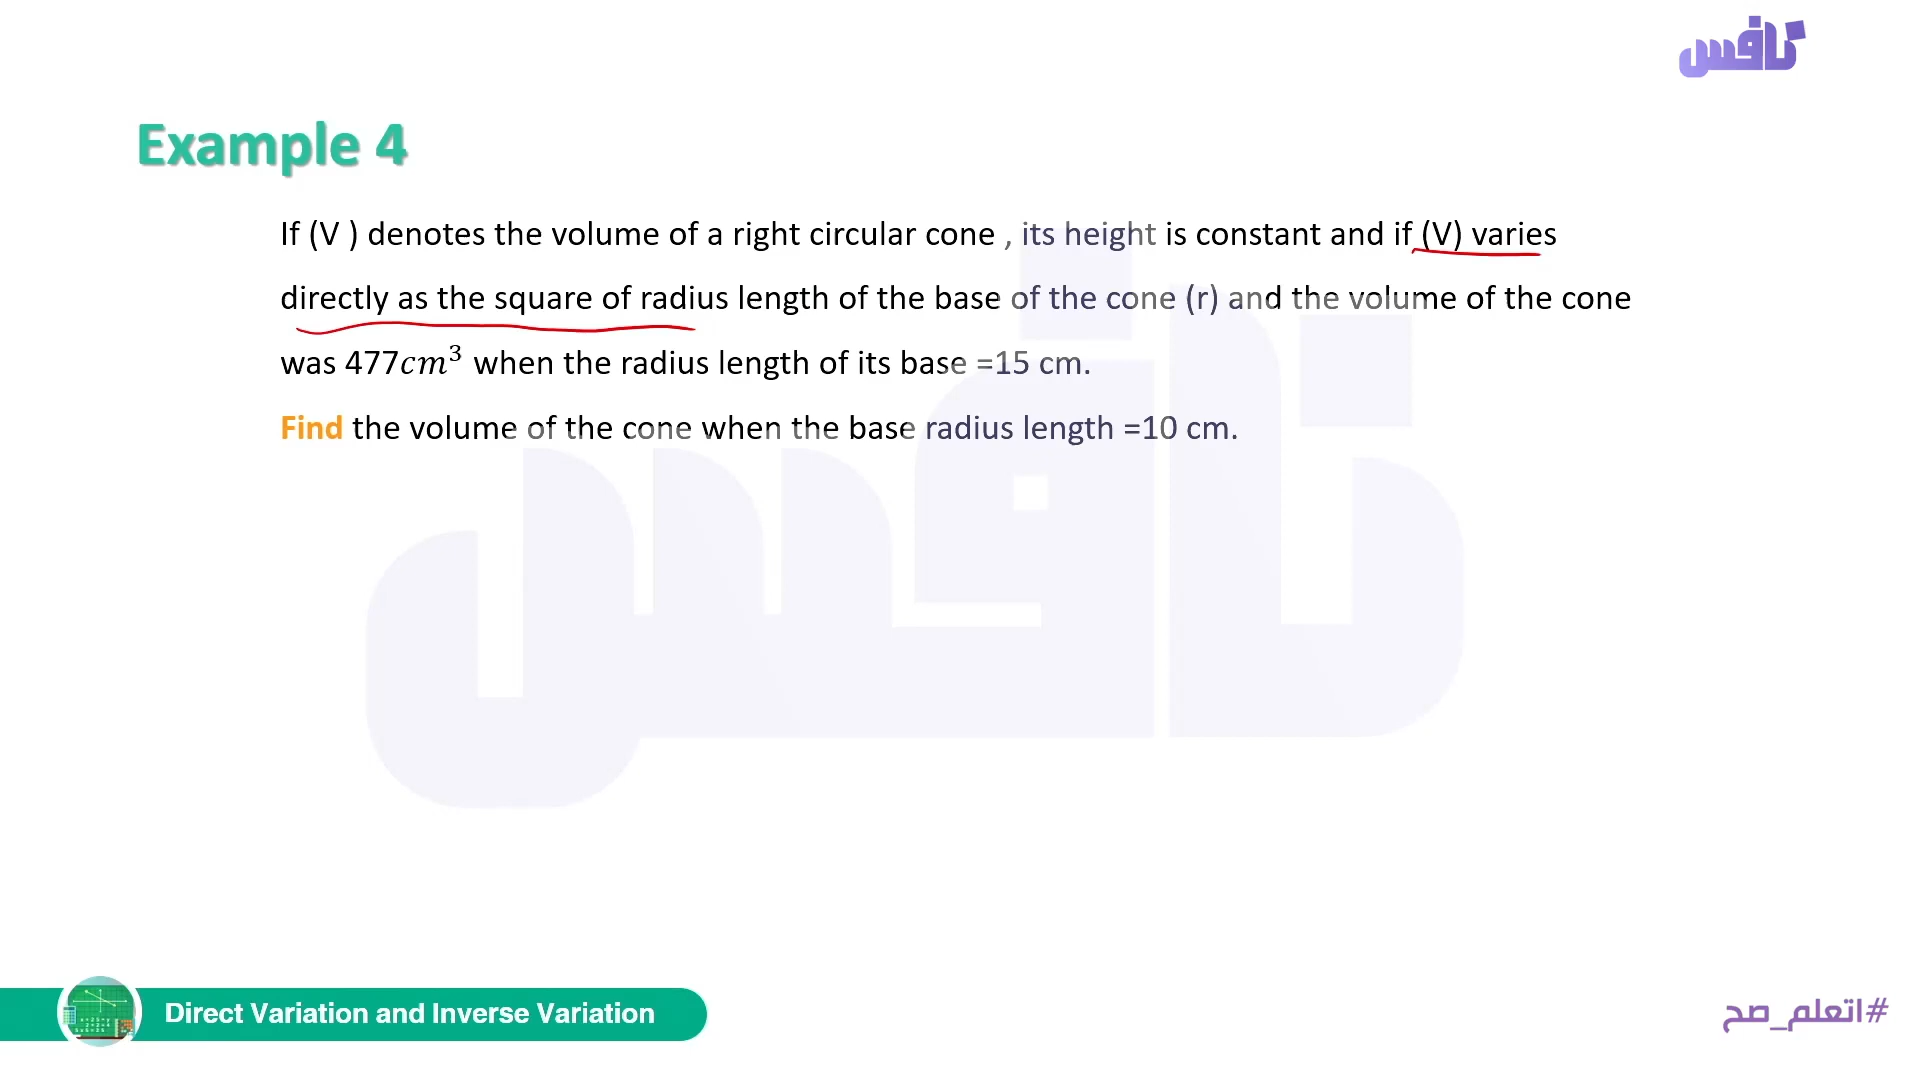 نافس
Example 4
If (V ) denotes the volume of a right circular cone , its height is constant and if (V) varies
directly as the square of radius length of the base of the cone (r) and the volume of the cone
was 477cm³ when the radius length of its base =15 cm.
Find the volume of the cone when the base radius length =10 cm.
نافس
Direct Variation and Inverse Variation
#اتعلم_صح